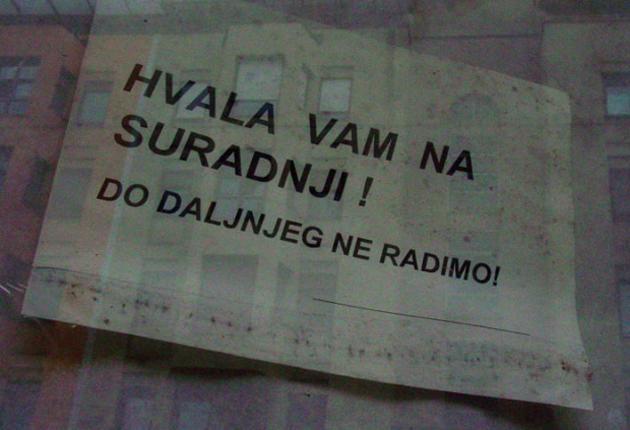 HVALA VAM NA
SURADNJI !
DO DALJNJEG NE RADIMO!